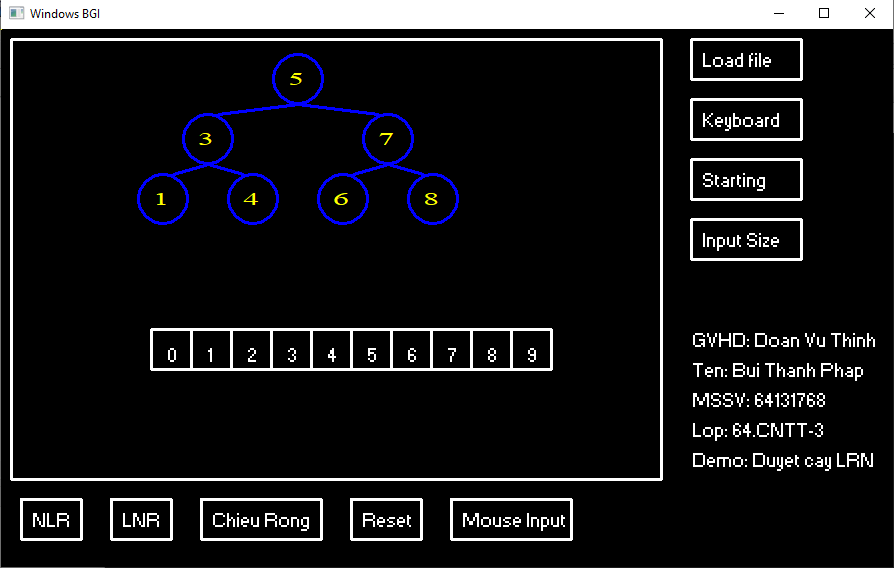 Windows BGI
5
3 7
1 4 6 8
0 1 2 3 4 5 6 7 8 9
Load file
Keyboard
Starting
Input Size
GVHD: Doan Vu Thinh
Ten: Bui Thanh Phap
MSSV: 64131768
Lop: 64.CNTT-3
Demo: Duyet cay LRN
NLR LNR Chieu Rong Reset Mouse Input